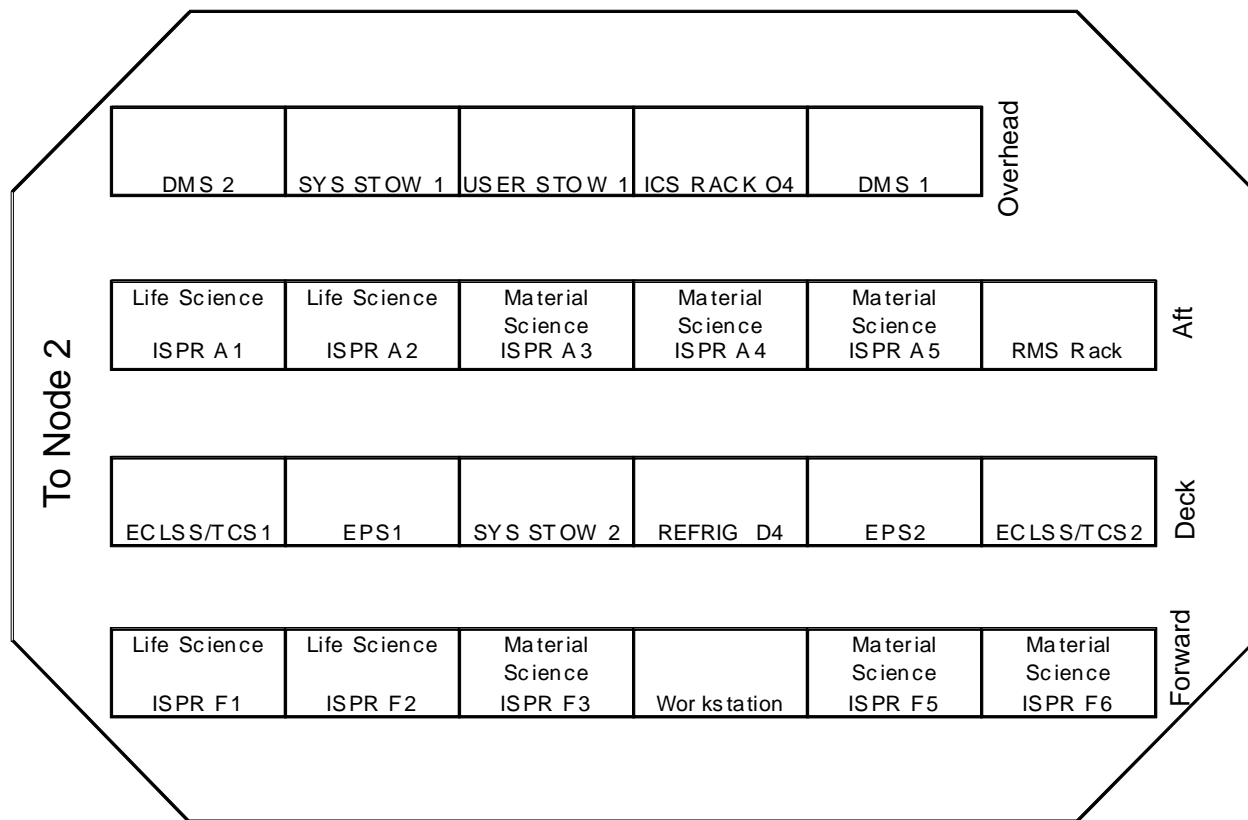 DMS 2
SYS STOW 1
USER STOW 1
ICS RACK O4
DMS 1
Overhead
Life Science
ISPR A1
Life Science
ISPR A2
Material
Science
ISPR A3
Material
Science
ISPR A4
Material
Science
ISPR A5
RMS Rack
Aft
To Node 2
ECLSS/TCS1
EPS1
SYS STOW 2
REFRIG D4
EPS2
ECLSS/TCS2
Deck
Life Science
ISPR F1
Life Science
ISPR F2
Material
Science
ISPR F3
Workstation
Material
Science
ISPR F5
Material
Science
ISPR F6
Forward